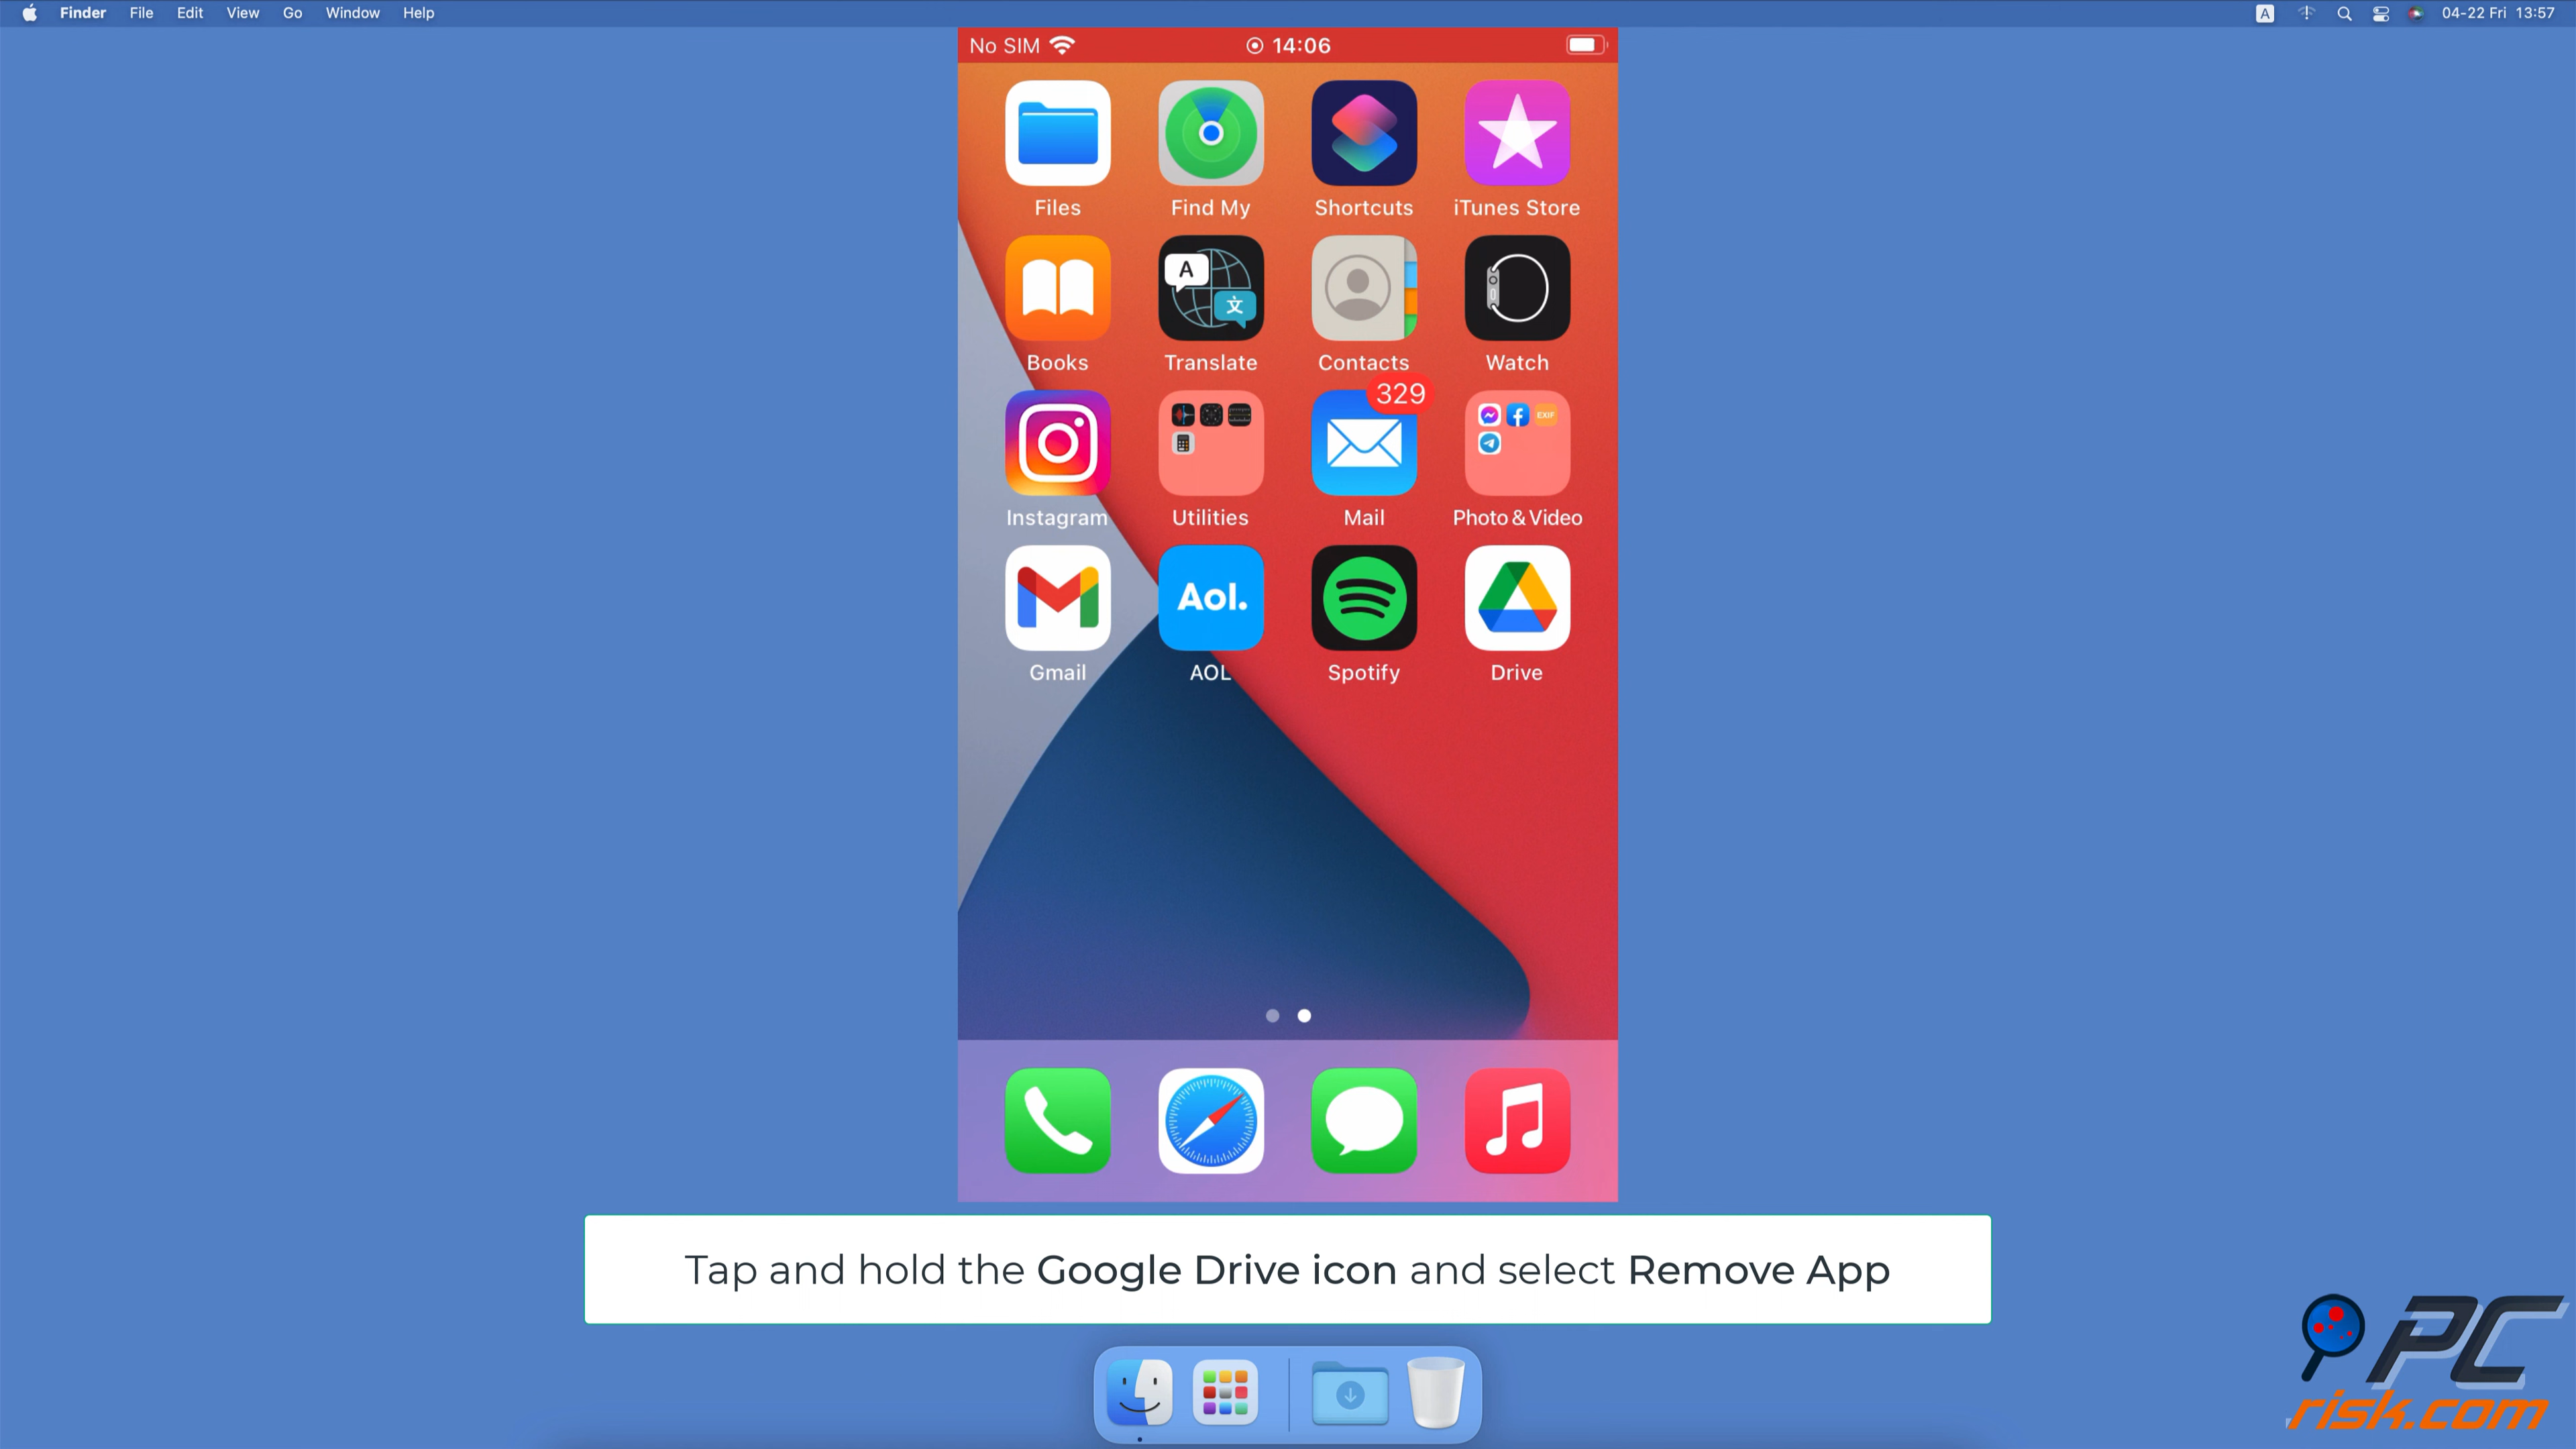 Finder File Edit View Go Window Help
A 04-22 Fri 13:57
No SIM 14:06
Files Find My Shortcuts iTunes Store
A 文
Books Translate Contacts Watch
329
EXIF
Instagram Utilities Mail Photo & Video
Aol.
Gmail AOL Spotify Drive
Tap and hold the Google Drive icon and select Remove App
PC
risk.com